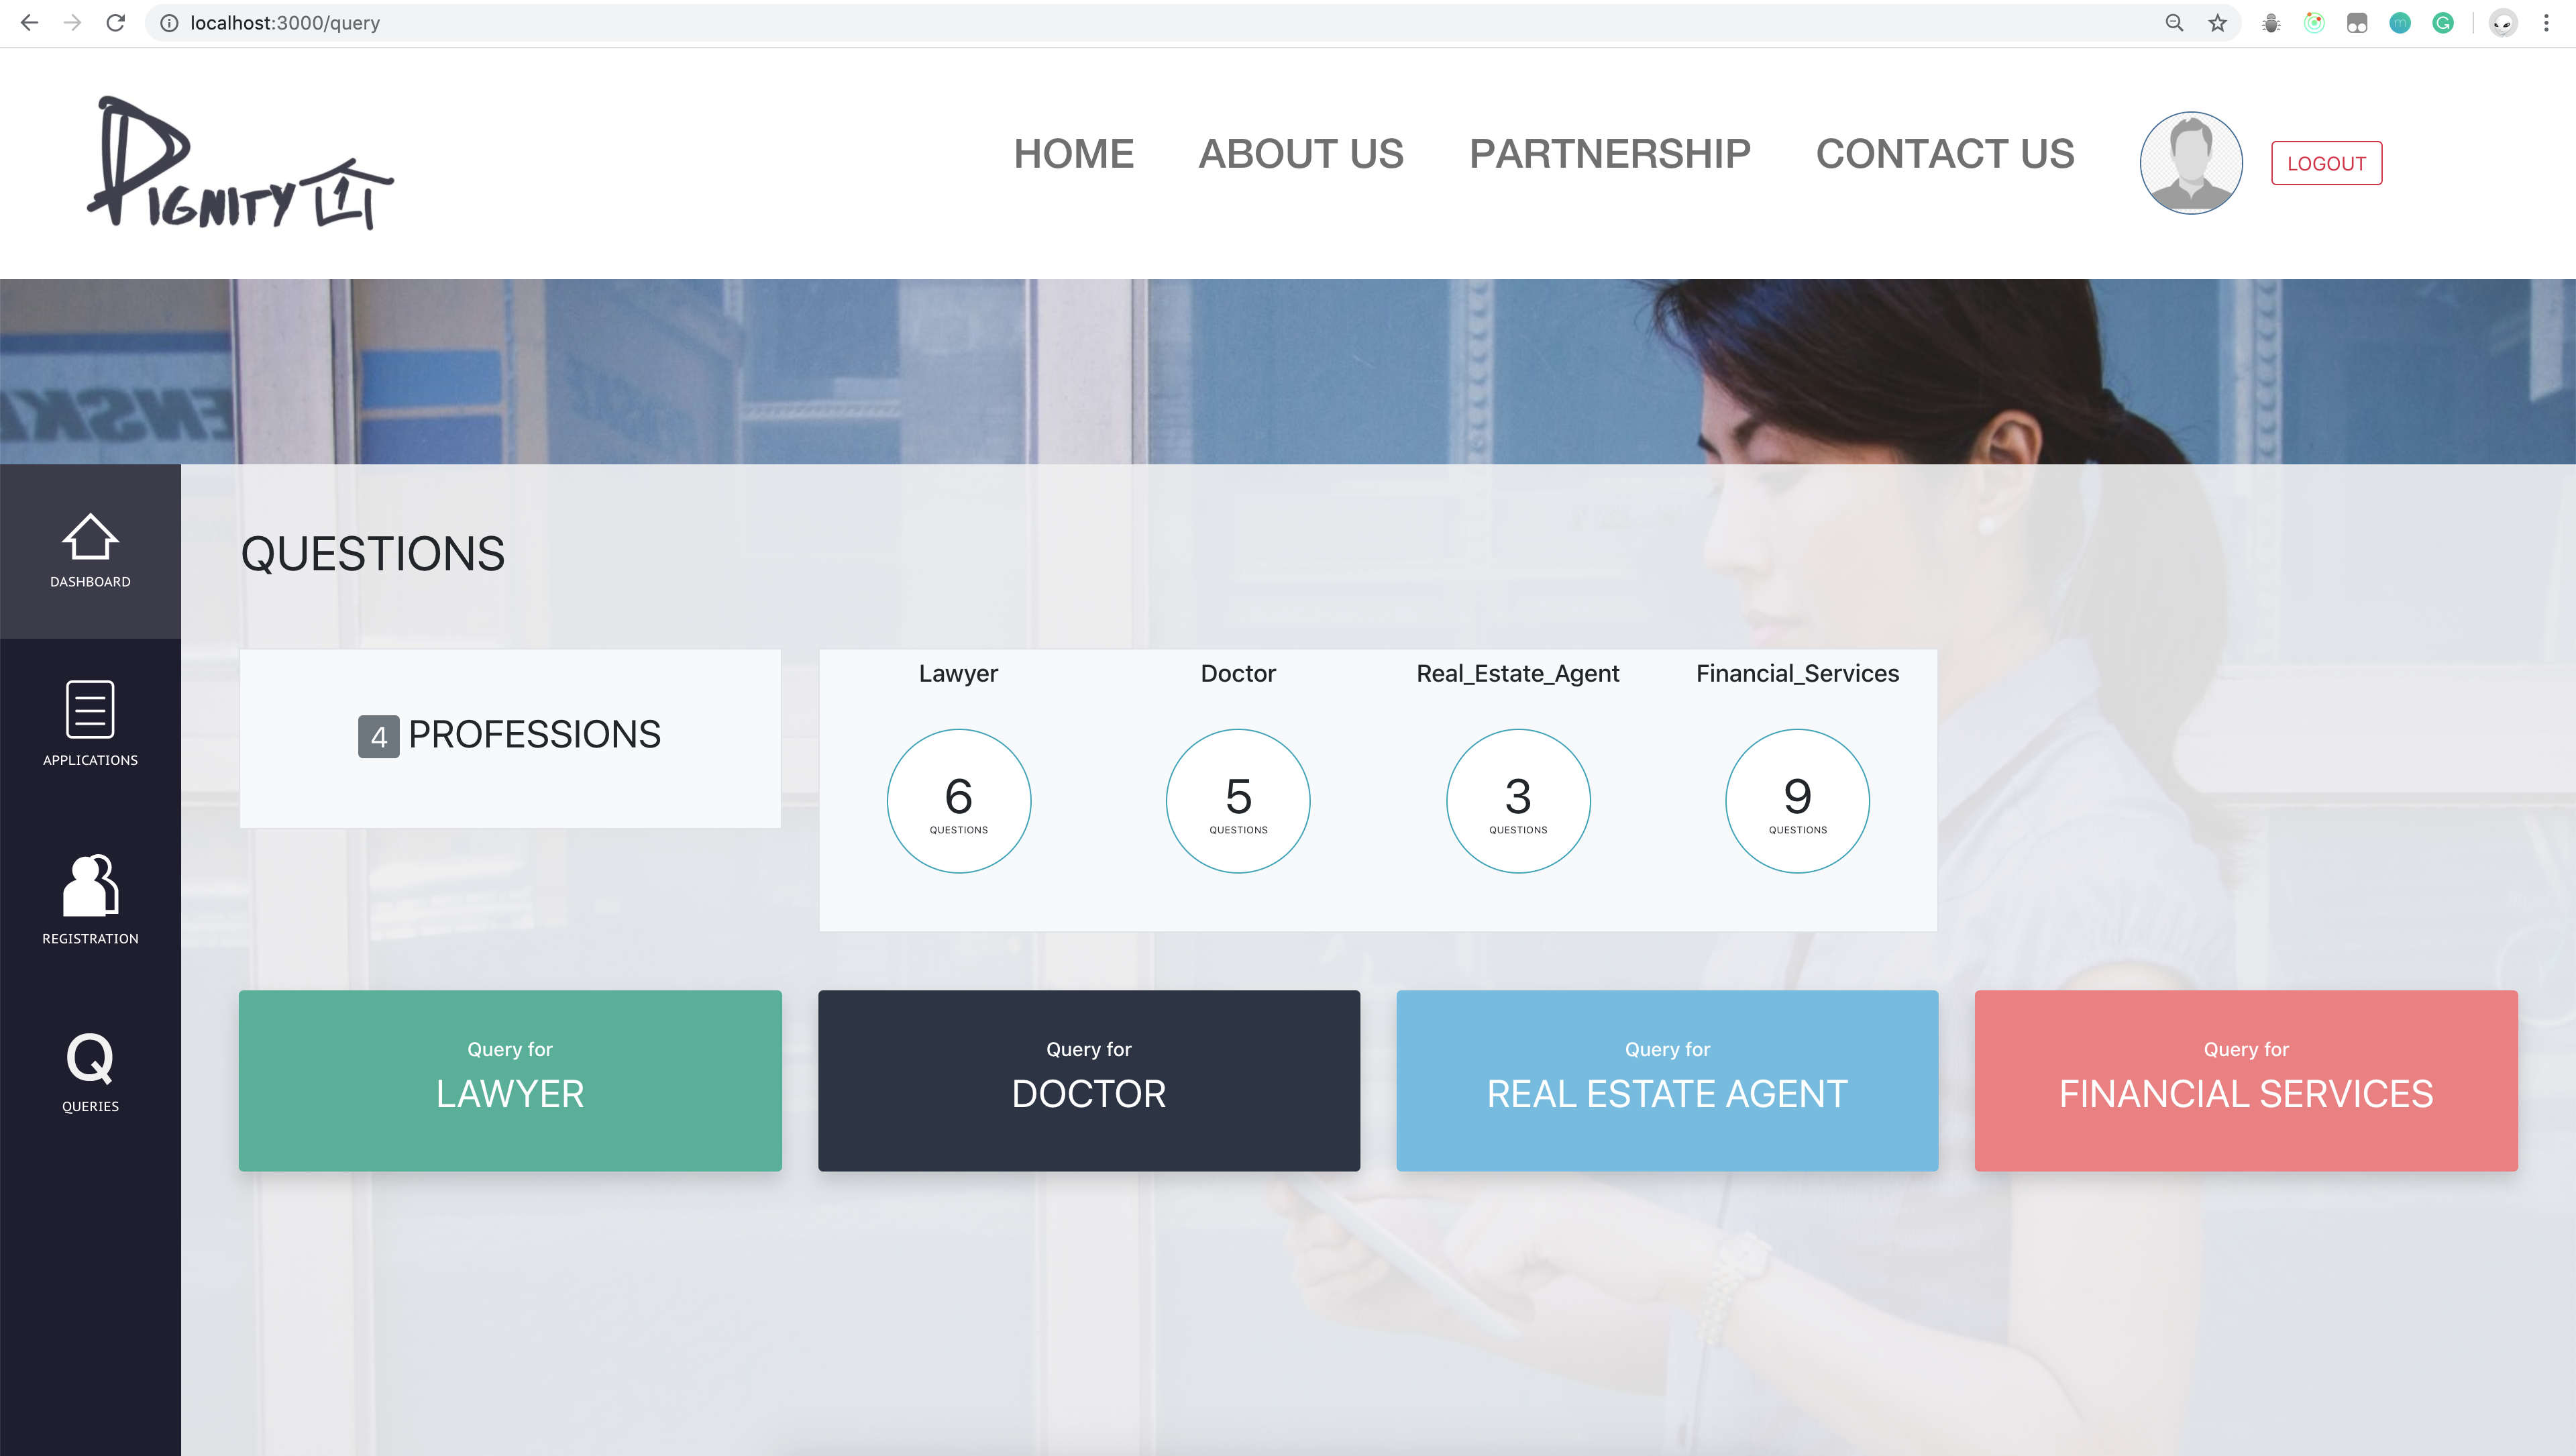 localhost:3000/query
DIGNITY 1
HOME ABOUT US PARTNERSHIP CONTACT US LOGOUT
ENSKE
QUESTIONS
DASHBOARD
APPLICATIONS
REGISTRATION
Q
QUERIES
4 PROFESSIONS
Lawyer Doctor Real_Estate_Agent Financial_Services
6 5 3 9
QUESTIONS QUESTIONS QUESTIONS QUESTIONS
Query for
LAWYER
Query for
DOCTOR
Query for
REAL ESTATE AGENT
Query for
FINANCIAL SERVICES